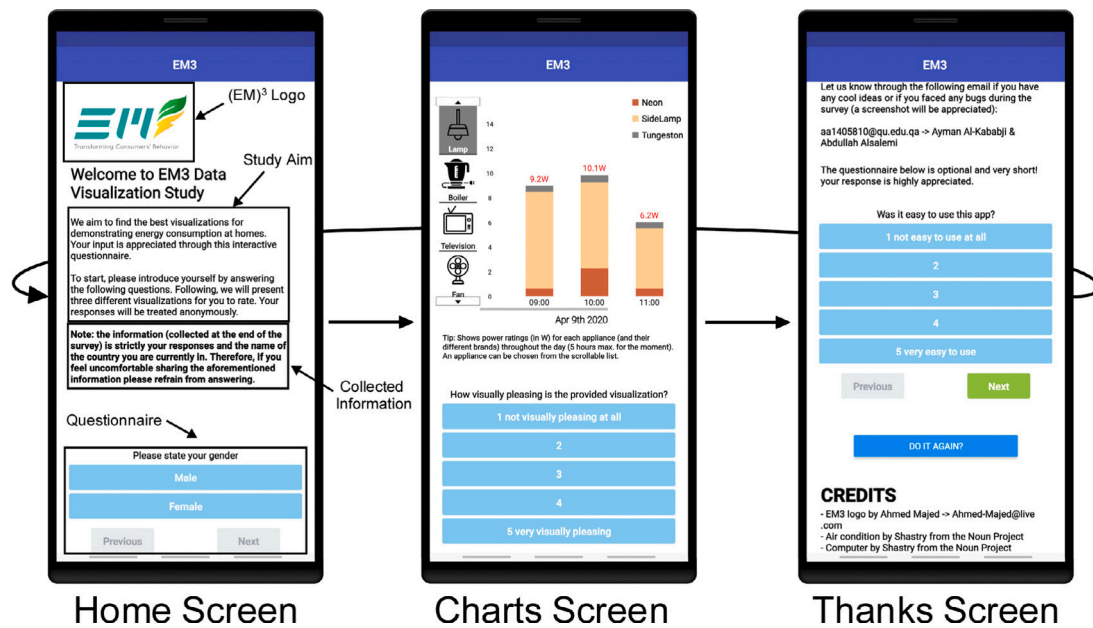 EM3
(EM)³ Logo
EM
Transforming Consumers' Behavior
Study Aim
Welcome to EM3 Data
Visualization Study
We aim to find the best visualizations for
demonstrating energy consumption at homes.
Your input is appreciated through this interactive
questionnaire.
To start, please introduce yourself by answering
the following questions. Following, we will present
three different visualizations for you to rate. Your
responses will be treated anonymously.
Note: the information (collected at the end of the
survey) is strictly your responses and the name of
the country you are currently in. Therefore, if you
feel uncomfortable sharing the aforementioned
information please refrain from answering.
Collected
Information
Questionnaire
Please state your gender
Male
Female
Previous
Next
Home Screen
EM3
Lamp
Boiler
Television
Fan
Neon
SideLamp
Tungeston
14
12
10
8
6
4
2
0
9.2W
10.1W
6.2W
09:00
10:00
11:00
Apr 9th 2020
Tip: Shows power ratings (in W) for each appliance (and their
different brands) throughout the day (5 hours max. for the moment).
An appliance can be chosen from the scrollable list.
How visually pleasing is the provided visualization?
1 not visually pleasing at all
2
3
4
5 very visually pleasing
Charts Screen
EM3
Let us know through the following email if you have
any cool ideas or if you faced any bugs during the
survey (a screenshot will be appreciated):
aa1405810@qu.edu.qa -> Ayman Al-Kababji &
Abdullah Alsalemi
The questionnaire below is optional and very short!
your response is highly appreciated.
Was it easy to use this app?
1 not easy to use at all
2
3
4
5 very easy to use
Previous
Next
DO IT AGAIN?
CREDITS
- EM3 logo by Ahmed Majed -> Ahmed-Majed@live
.com
- Air condition by Shastry from the Noun Project
- Computer by Shastry from the Noun Project
Thanks Screen